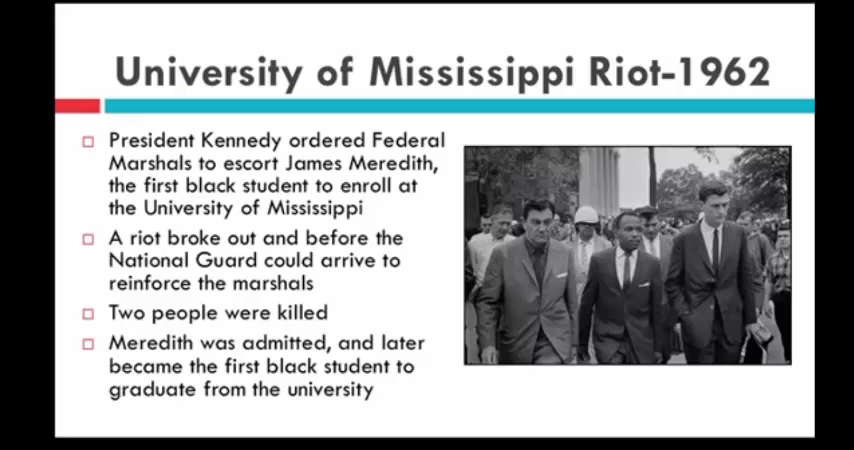 University of Mississippi Riot-1962
President Kennedy ordered Federal
Marshals to escort James Meredith,
the first black student to enroll at
the University of Mississippi
A riot broke out and before the
National Guard could arrive to
reinforce the marshals
Two people were killed
Meredith was admitted, and later
became the first black student to
graduate from the university